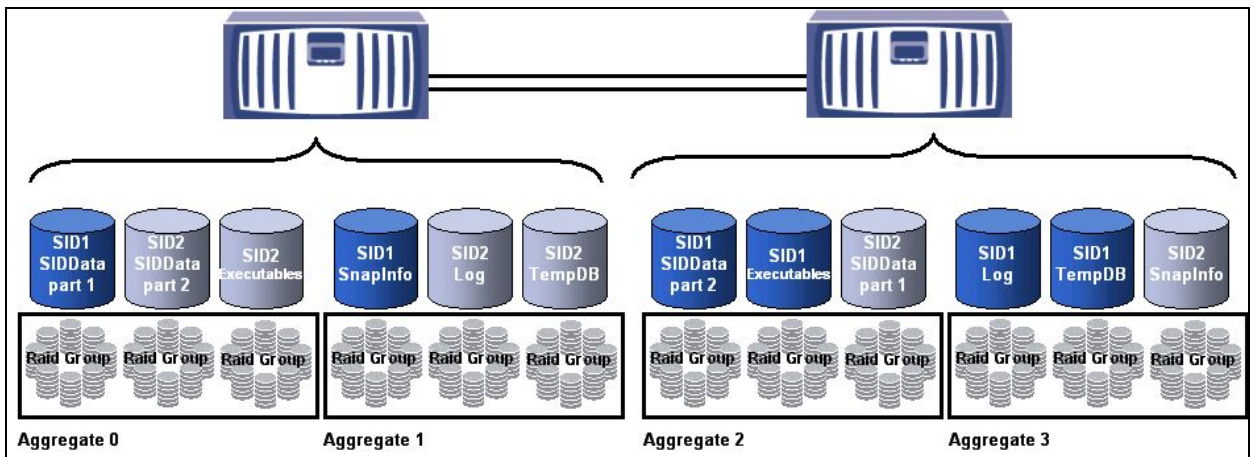 SID1
SIDData
part 1
SID2
SIDData
part 2
SID2
Executables
SID1
SnapInfo
SID2
Log
SID2
TempDB
SID1
SIDData
part 2
SID1
Executables
SID2
SIDData
part 1
SID1
Log
SID1
TempDB
SID2
SnapInfo
Raid Group
Raid Group
Raid Group
Raid Group
Raid Group
Raid Group
Raid Group
Raid Group
Raid Group
Raid Group
Raid Group
Raid Group
Aggregate 0
Aggregate 1
Aggregate 2
Aggregate 3